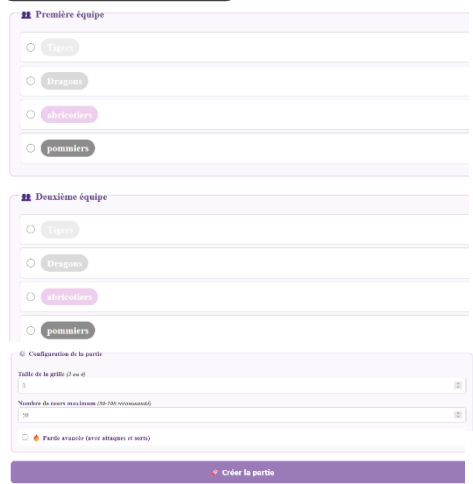 Première équipe
Tigres
Dragons
abricotiers
pommiers
Deuxième équipe
Tigres
Dragons
abricotiers
pommiers
Configuration de la partie
Taille de la grille (3 ou 4)
3
Nombre de tours maximum (50-100 recommandé)
50
Partie avancée (avec attaques et sorts)
Créer la partie